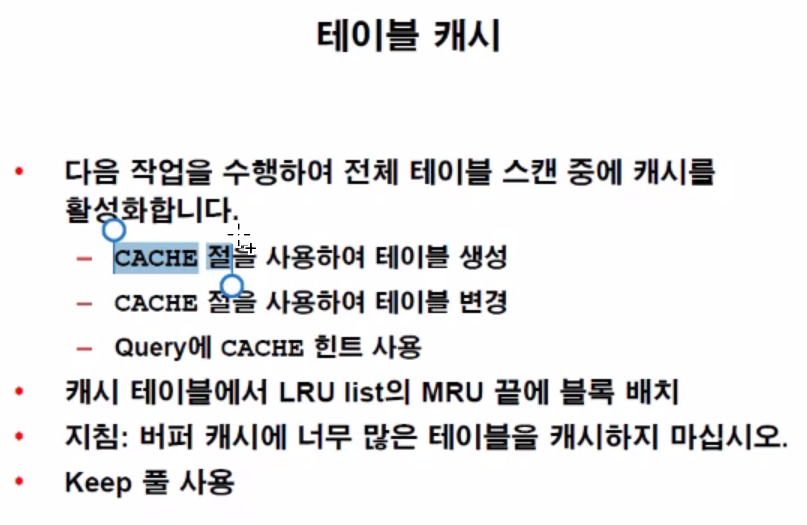 테이블 캐시
• 다음 작업을 수행하여 전체 테이블 스캔 중에 캐시를
활성화합니다.
– CACHE 절을 사용하여 테이블 생성
– CACHE 절을 사용하여 테이블 변경
– Query에 CACHE 힌트 사용
• 캐시 테이블에서 LRU list의 MRU 끝에 블록 배치
• 지침: 버퍼 캐시에 너무 많은 테이블을 캐시하지 마십시오.
• Keep 풀 사용